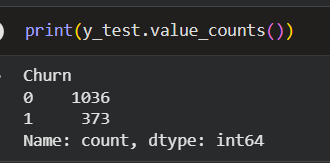 print(y_test.value_counts())
Churn
0    1036
1     373
Name: count, dtype: int64